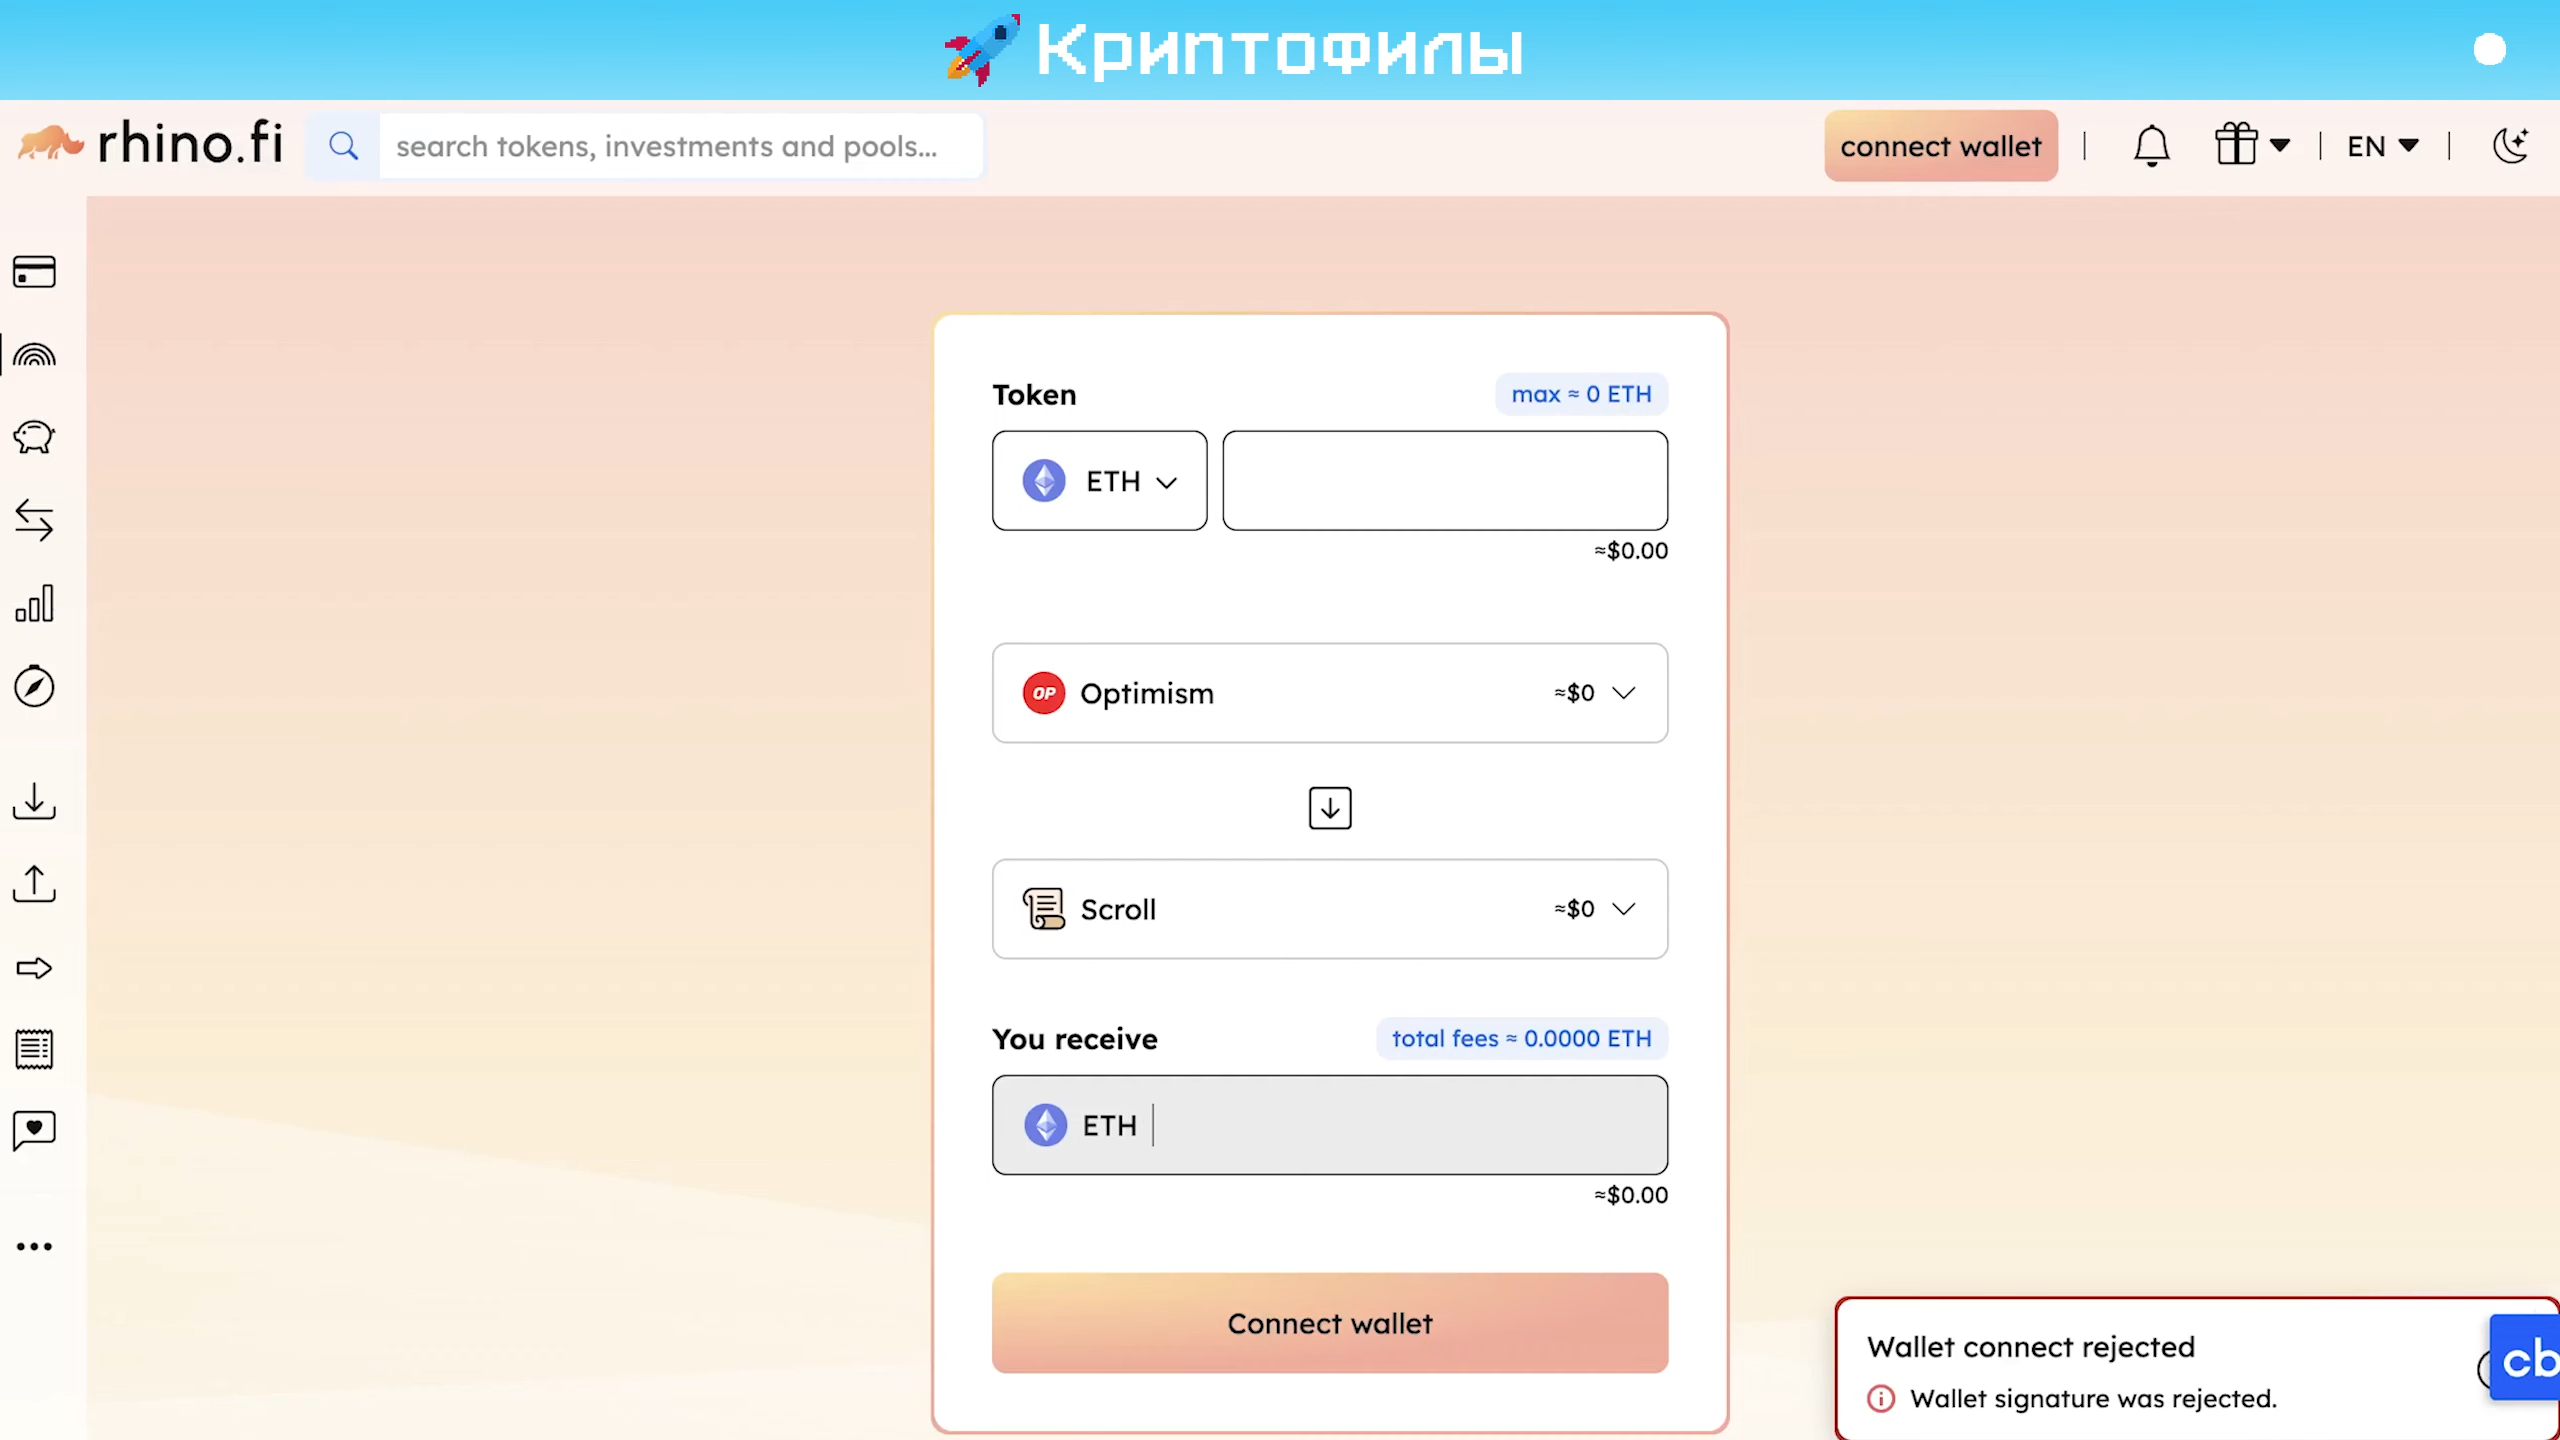 Криптофилы
rhino.fi
search tokens, investments and pools...
connect wallet
EN
Token
max ≈ 0 ETH
ETH
≈$0.00
OP Optimism ≈$0
Scroll ≈$0
You receive
total fees ≈ 0.0000 ETH
ETH
≈$0.00
Connect wallet
Wallet connect rejected
Wallet signature was rejected.
cb